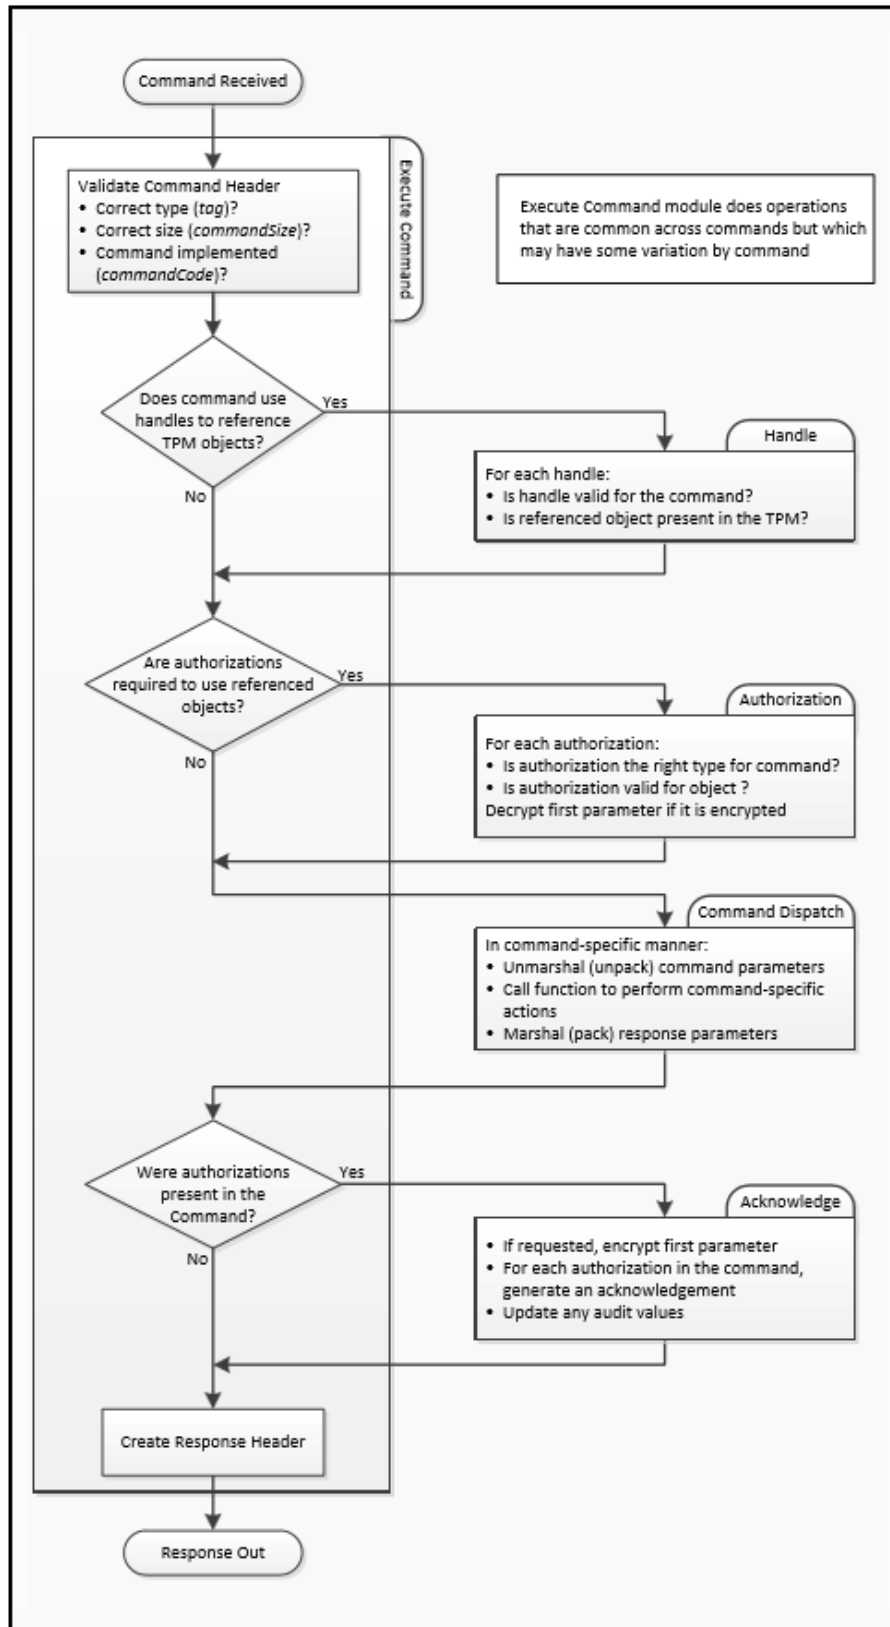 Command Received
Execute Command
Validate Command Header
• Correct type (tag)?
• Correct size (commandSize)?
• Command implemented
(commandCode)?
Execute Command module does operations
that are common across commands but which
may have some variation by command
Does command use
handles to reference
TPM objects?
Yes
No
Handle
For each handle:
• Is handle valid for the command?
• Is referenced object present in the TPM?
Are authorizations
required to use referenced
objects?
Yes
No
Authorization
For each authorization:
• Is authorization the right type for command?
• Is authorization valid for object ?
Decrypt first parameter if it is encrypted
Command Dispatch
In command-specific manner:
• Unmarshal (unpack) command parameters
• Call function to perform command-specific
actions
• Marshal (pack) response parameters
Were authorizations
present in the
Command?
Yes
No
Acknowledge
• If requested, encrypt first parameter
• For each authorization in the command,
generate an acknowledgement
• Update any audit values
Create Response Header
Response Out